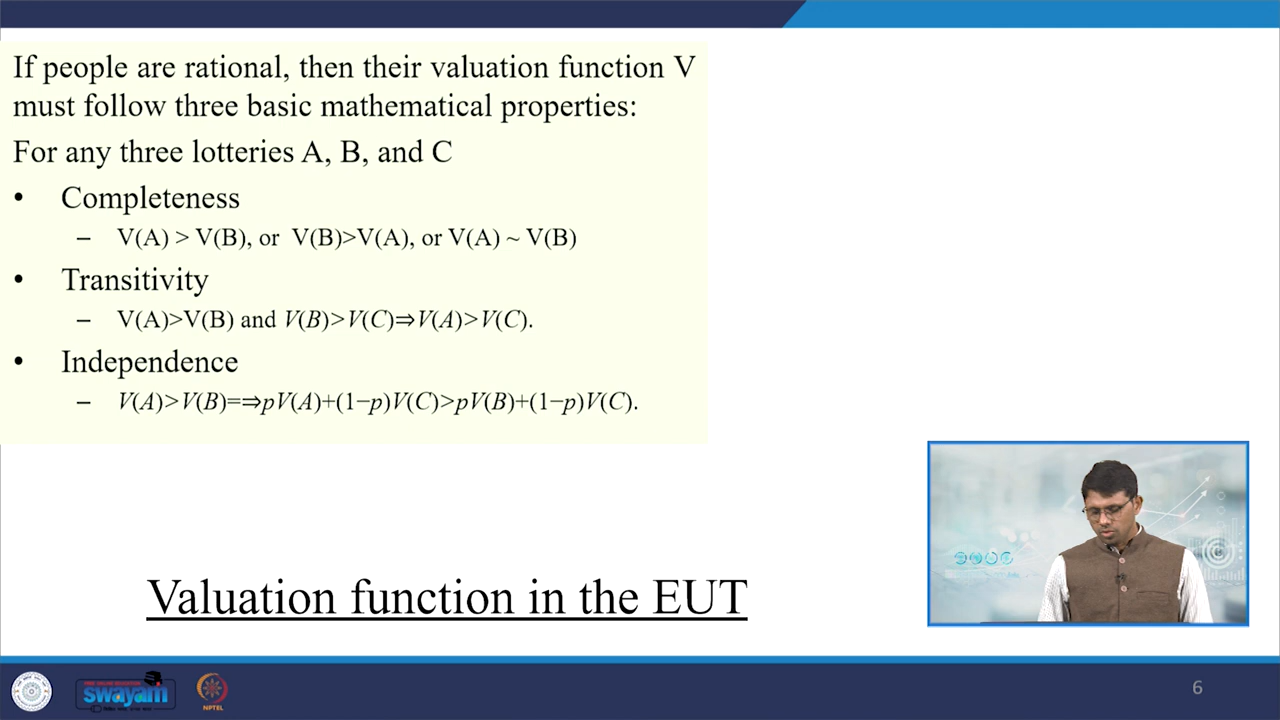 If people are rational, then their valuation function V
must follow three basic mathematical properties:
For any three lotteries A, B, and C
• Completeness
– V(A) > V(B), or V(B)>V(A), or V(A) ~ V(B)
• Transitivity
– V(A)>V(B) and V(B)>V(C)⇒V(A)>V(C).
• Independence
– V(A)>V(B)=⇒pV(A)+(1−p)V(C)>pV(B)+(1−p)V(C).
Valuation function in the EUT
swayam
NPTEL
6